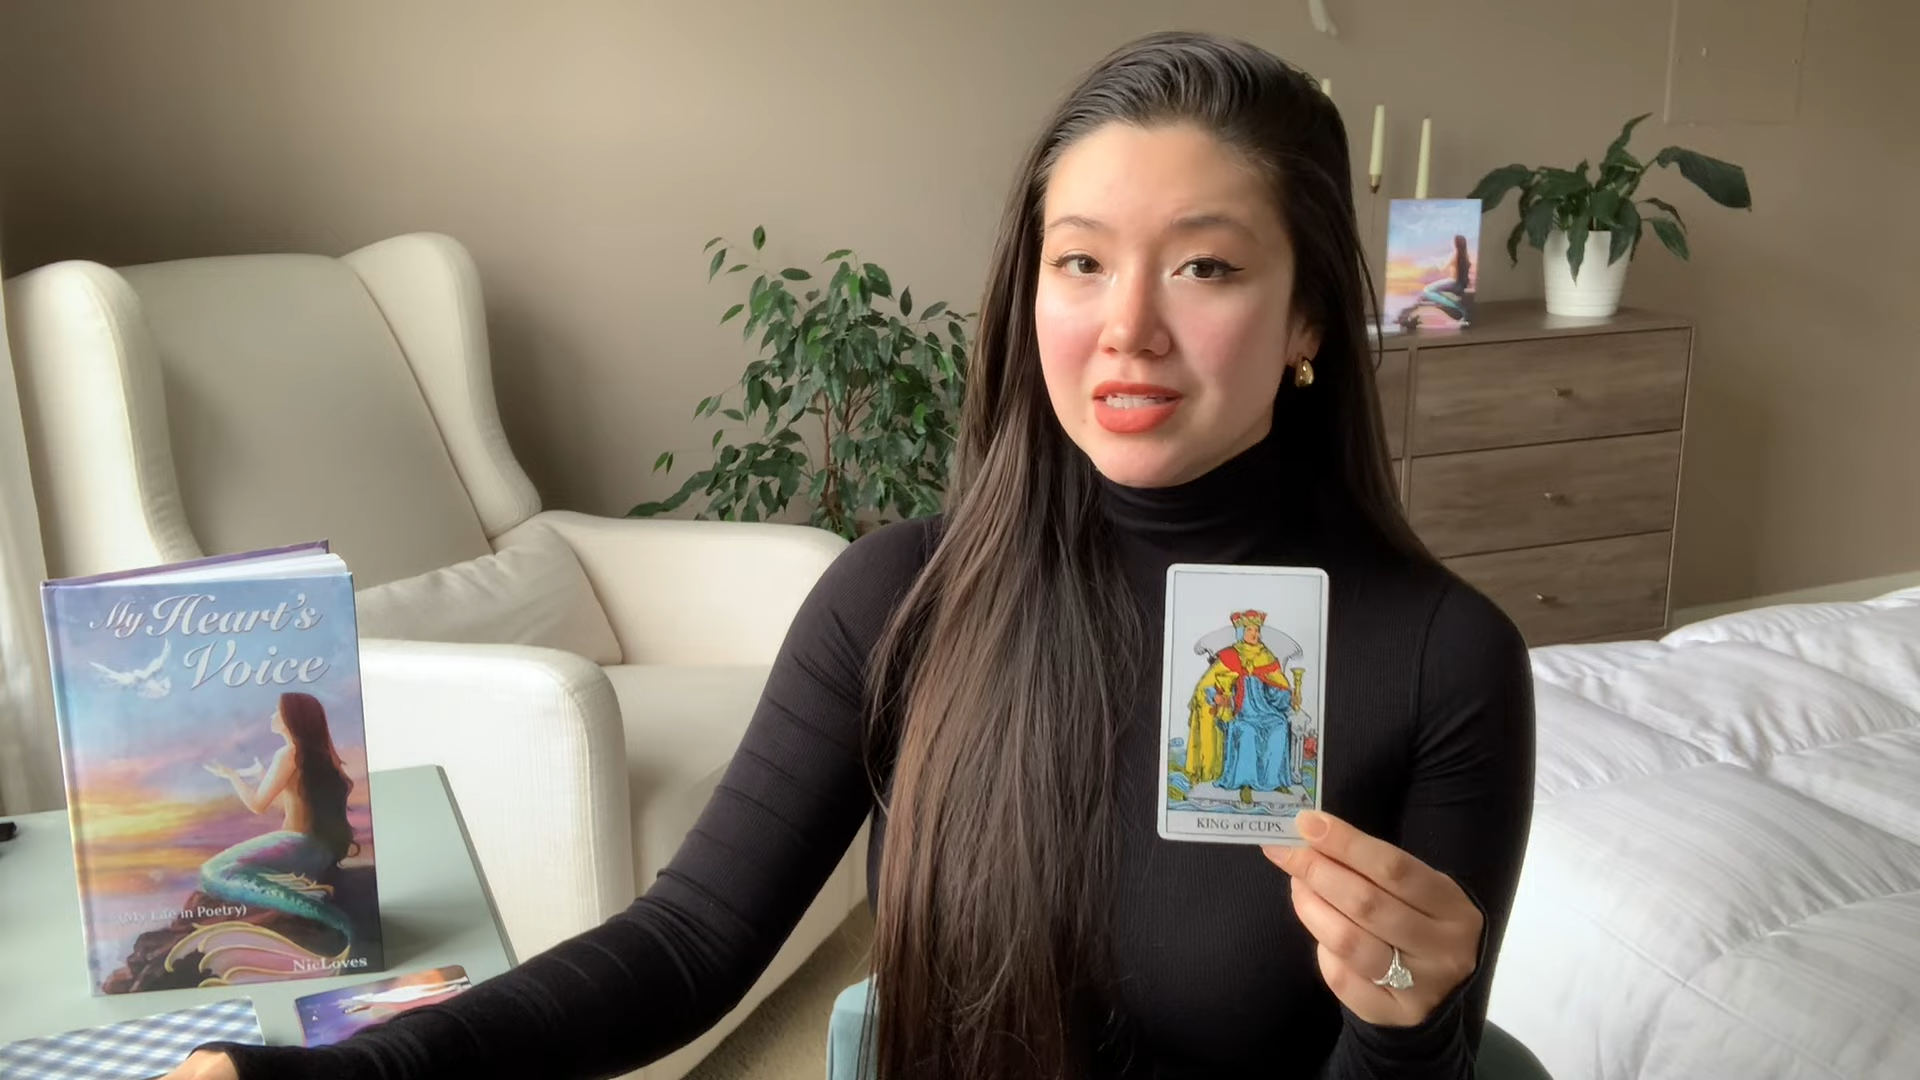 My Heart's
Voice
(My Life in Poetry)
NicLoves
KING of CUPS.